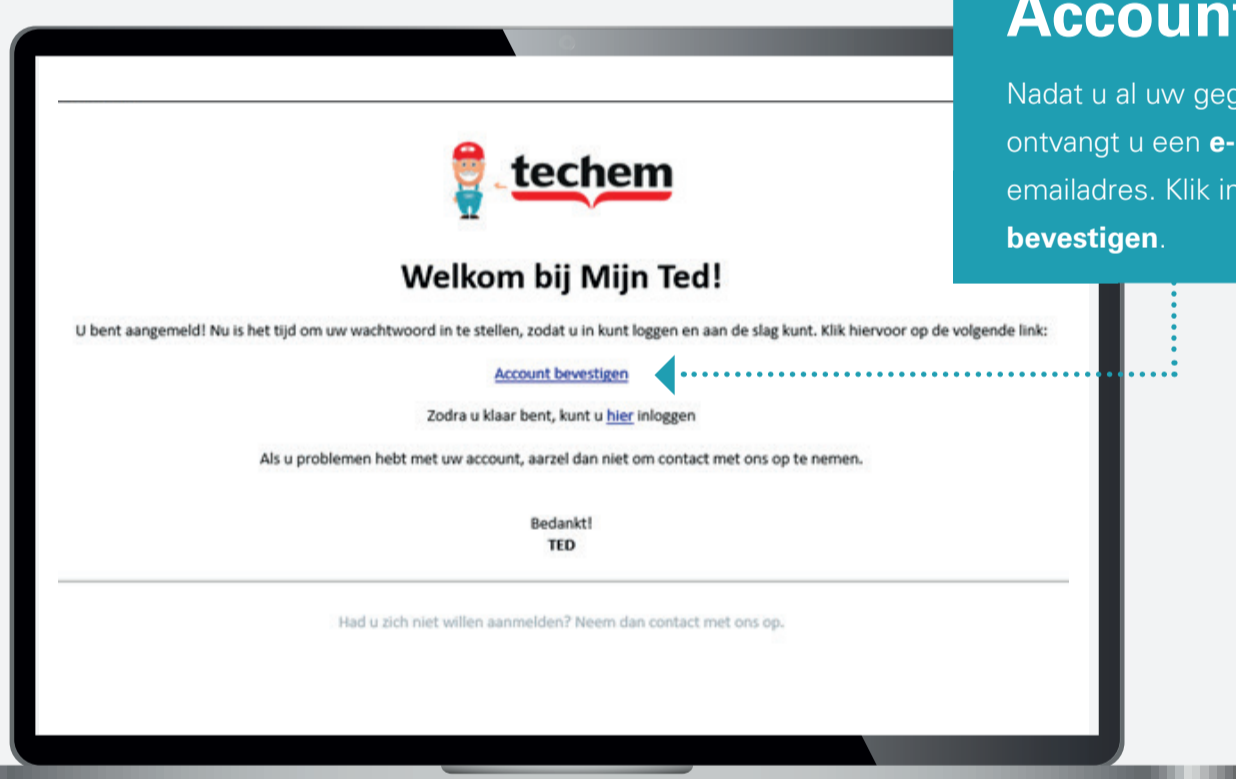 Account
Nadat u al uw geg
ontvangt u een e-
emailadres. Klik in
bevestigen.
techem
Welkom bij Mijn Ted!
U bent aangemeld! Nu is het tijd om uw wachtwoord in te stellen, zodat u in kunt loggen en aan de slag kunt. Klik hiervoor op de volgende link:
Account bevestigen
Zodra u klaar bent, kunt u hier inloggen
Als u problemen hebt met uw account, aarzel dan niet om contact met ons op te nemen.
Bedankt!
TED
Had u zich niet willen aanmelden? Neem dan contact met ons op.